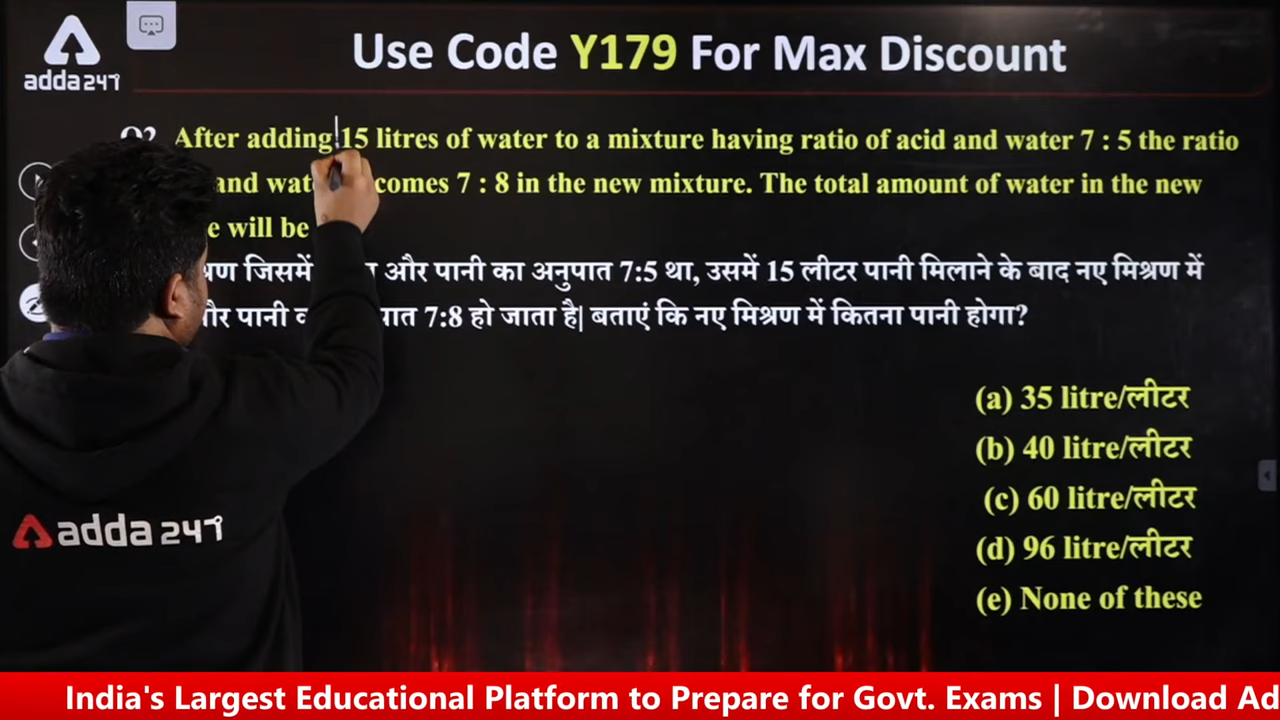 Use Code Y179 For Max Discount
adda247
Q2 After adding 15 litres of water to a mixture having ratio of acid and water 7 : 5 the ratio
and comes 7 : 8 in the new mixture. The total amount of water in the new
will be
जिसमें और पानी का अनुपात 7:5 था, उसमें 15 लीटर पानी मिलाने के बाद नए मिश्रण में
पानी 7:8 हो जाता है| बताएं कि नए मिश्रण में कितना पानी होगा?
(a) 35 litre/लीटर
(b) 40 litre/लीटर
(c) 60 litre/लीटर
(d) 96 litre/लीटर
(e) None of these
adda247
India's Largest Educational Platform to Prepare for Govt. Exams | Download Ad